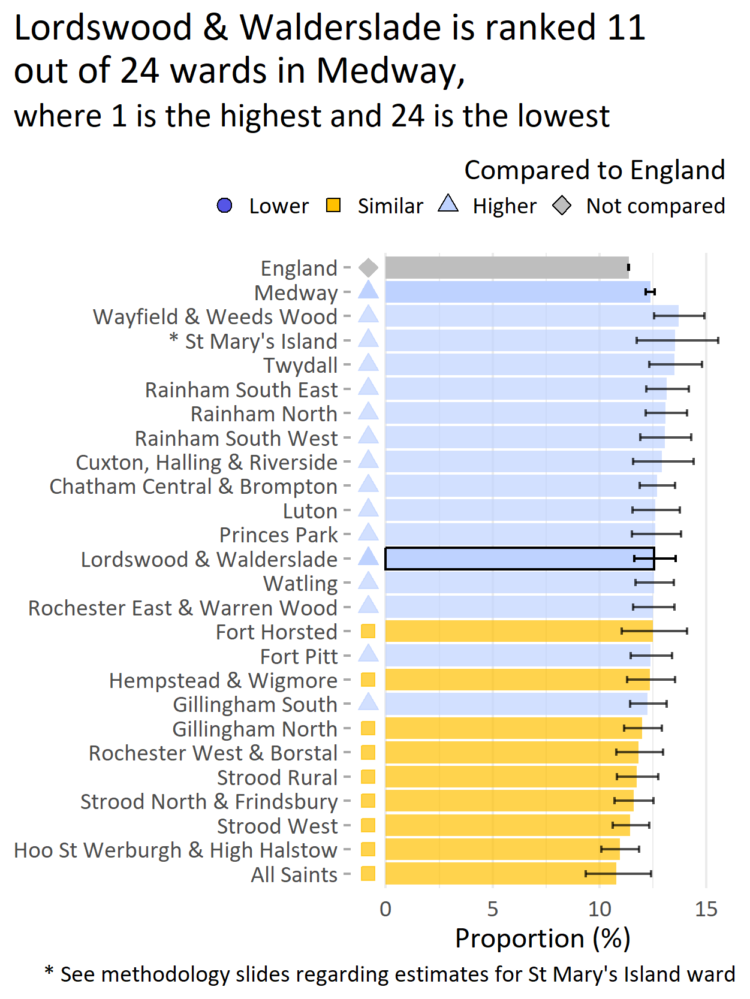 Lordswood & Walderslade is ranked 11
out of 24 wards in Medway,
where 1 is the highest and 24 is the lowest
Compared to England
Lower Similar Higher Not compared
England
Medway
Wayfield & Weeds Wood
* St Mary's Island
Twydall
Rainham South East
Rainham North
Rainham South West
Cuxton, Halling & Riverside
Chatham Central & Brompton
Luton
Princes Park
Lordswood & Walderslade
Watling
Rochester East & Warren Wood
Fort Horsted
Fort Pitt
Hempstead & Wigmore
Gillingham South
Gillingham North
Rochester West & Borstal
Strood Rural
Strood North & Frindsbury
Strood West
Hoo St Werburgh & High Halstow
All Saints
0 5 10 15
Proportion (%)
* See methodology slides regarding estimates for St Mary's Island ward